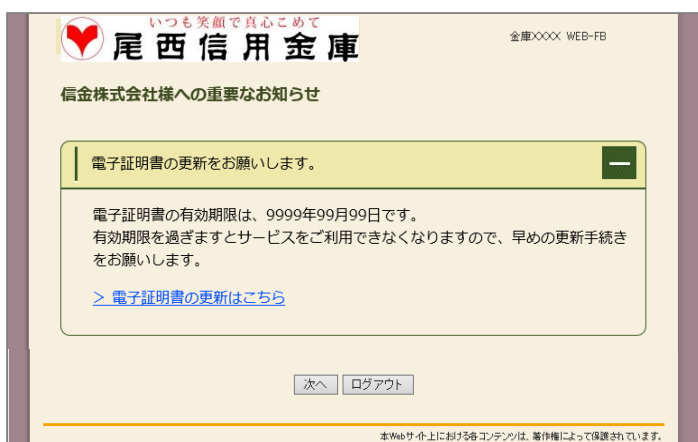 いつも笑顔で真心こめて
尾西信用金庫
金庫XXXX WEB-FB
信金株式会社様への重要なお知らせ
電子証明書の更新をお願いします。
電子証明書の有効期限は、9999年99月99日です。
有効期限を過ぎますとサービスをご利用できなくなりますので、早めの更新手続き
をお願いします。
＞ 電子証明書の更新はこちら
次へ ログアウト
本Webサイト上における各コンテンツは、著作権によって保護されています。